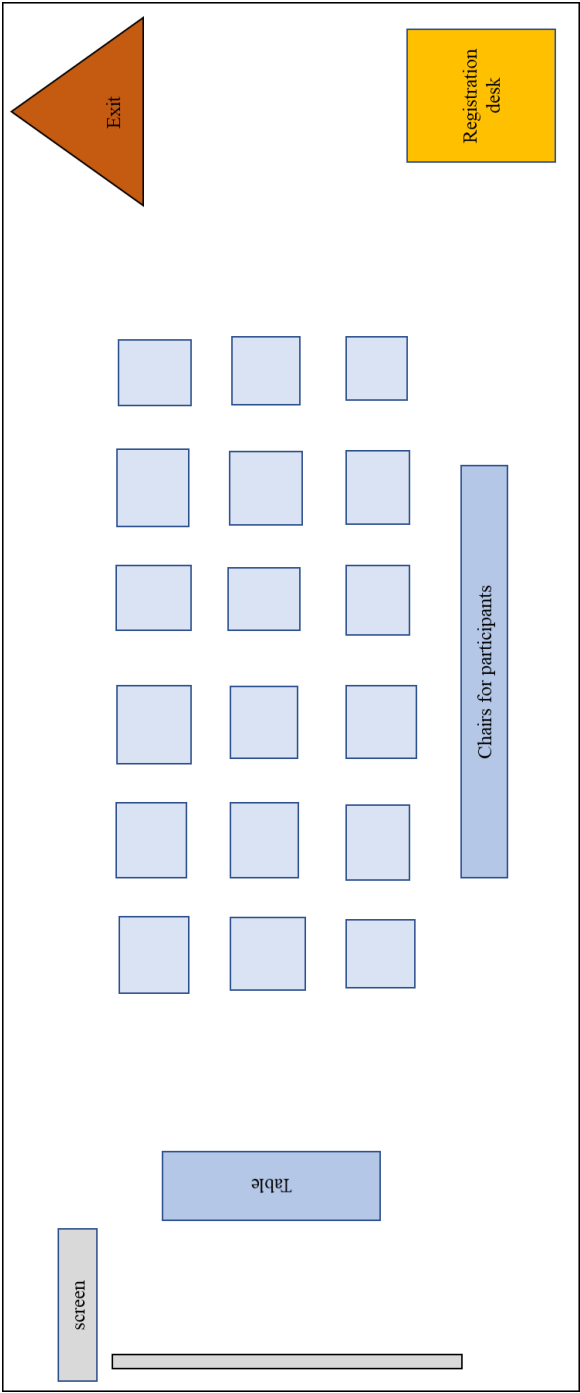 Exit
Registration
desk
Chairs for participants
Table
screen